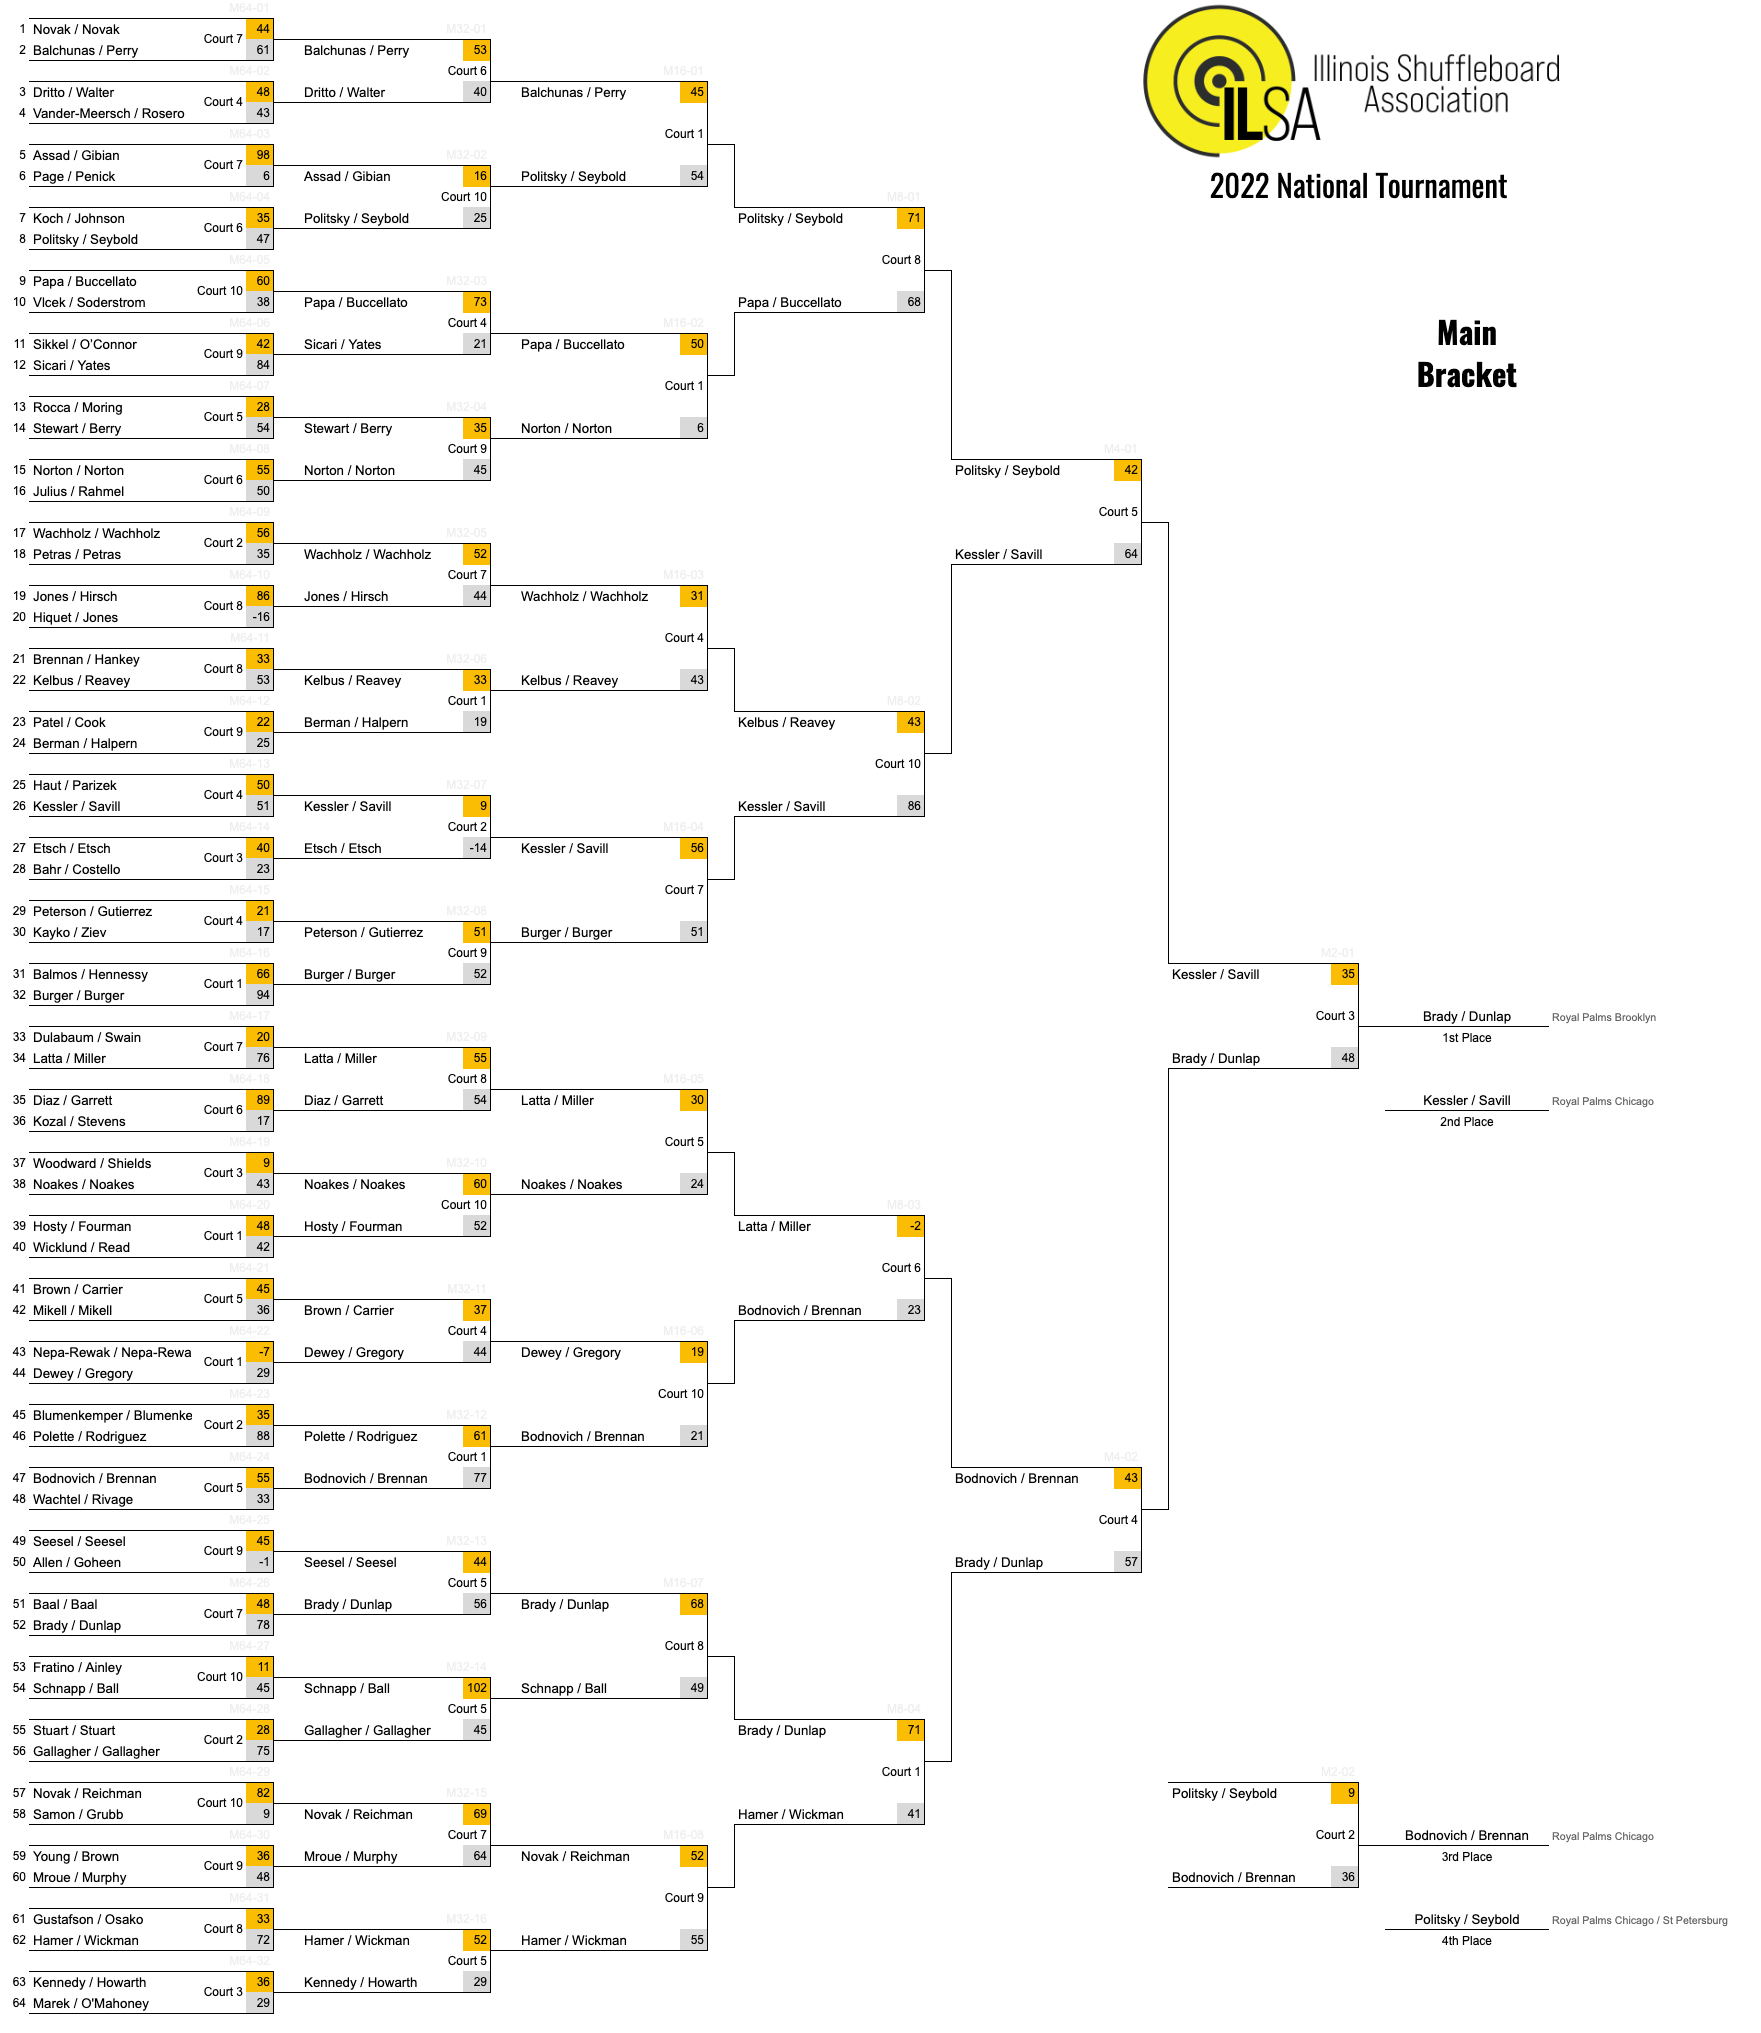 ILSA
Illinois Shuffleboard
Association
2022 National Tournament
Main
Bracket
M64-01
1 Novak / Novak 44
Court 7
2 Balchunas / Perry 61
M64-02
3 Dritto / Walter 48
Court 4
4 Vander-Meersch / Rosero 43
M64-03
5 Assad / Gibian 98
Court 7
6 Page / Penick 6
M64-04
7 Koch / Johnson 35
Court 6
8 Politsky / Seybold 47
M64-05
9 Papa / Buccellato 60
Court 10
10 Vlcek / Soderstrom 38
M64-06
11 Sikkel / O'Connor 42
Court 9
12 Sicari / Yates 84
M64-07
13 Rocca / Moring 28
Court 5
14 Stewart / Berry 54
M64-08
15 Norton / Norton 55
Court 6
16 Julius / Rahmel 50
M64-09
17 Wachholz / Wachholz 56
Court 2
18 Petras / Petras 35
M64-10
19 Jones / Hirsch 86
Court 8
20 Hiquet / Jones -16
M64-11
21 Brennan / Hankey 33
Court 8
22 Kelbus / Reavey 53
M64-12
23 Patel / Cook 22
Court 9
24 Berman / Halpern 25
M64-13
25 Haut / Parizek 50
Court 4
26 Kessler / Savill 51
M64-14
27 Etsch / Etsch 40
Court 3
28 Bahr / Costello 23
M64-15
29 Peterson / Gutierrez 21
Court 4
30 Kayko / Ziev 17
M64-16
31 Balmos / Hennessy 66
Court 1
32 Burger / Burger 94
M64-17
33 Dulabaum / Swain 20
Court 7
34 Latta / Miller 76
M64-18
35 Diaz / Garrett 89
Court 6
36 Kozal / Stevens 17
M64-19
37 Woodward / Shields 9
Court 3
38 Noakes / Noakes 43
M64-20
39 Hosty / Fourman 48
Court 1
40 Wicklund / Read 42
M64-21
41 Brown / Carrier 45
Court 5
42 Mikell / Mikell 36
M64-22
43 Nepa-Rewak / Nepa-Rewa -7
Court 1
44 Dewey / Gregory 29
M64-23
45 Blumenkemper / Blumenke 35
Court 2
46 Polette / Rodriguez 88
M64-24
47 Bodnovich / Brennan 55
Court 5
48 Wachtel / Rivage 33
M64-25
49 Seesel / Seesel 45
Court 9
50 Allen / Goheen -1
M64-26
51 Baal / Baal 48
Court 7
52 Brady / Dunlap 78
M64-27
53 Fratino / Ainley 11
Court 10
54 Schnapp / Ball 45
M64-28
55 Stuart / Stuart 28
Court 2
56 Gallagher / Gallagher 75
M64-29
57 Novak / Reichman 82
Court 10
58 Samon / Grubb 9
M64-30
59 Young / Brown 36
Court 9
60 Mroue / Murphy 48
M64-31
61 Gustafson / Osako 33
Court 8
62 Hamer / Wickman 72
M64-32
63 Kennedy / Howarth 36
Court 3
64 Marek / O'Mahoney 29
M32-01
Balchunas / Perry 53
Court 6
Dritto / Walter 40
M32-02
Assad / Gibian 16
Court 10
Politsky / Seybold 25
M32-03
Papa / Buccellato 73
Court 4
Sicari / Yates 21
M32-04
Stewart / Berry 35
Court 9
Norton / Norton 45
M32-05
Wachholz / Wachholz 52
Court 7
Jones / Hirsch 44
M32-06
Kelbus / Reavey 33
Court 1
Berman / Halpern 19
M32-07
Kessler / Savill 9
Court 2
Etsch / Etsch -14
M32-08
Peterson / Gutierrez 51
Court 9
Burger / Burger 52
M32-09
Latta / Miller 55
Court 8
Diaz / Garrett 54
M32-10
Noakes / Noakes 60
Court 10
Hosty / Fourman 52
M32-11
Brown / Carrier 37
Court 4
Dewey / Gregory 44
M32-12
Polette / Rodriguez 61
Court 1
Bodnovich / Brennan 77
M32-13
Seesel / Seesel 44
Court 5
Brady / Dunlap 56
M32-14
Schnapp / Ball 102
Court 5
Gallagher / Gallagher 45
M32-15
Novak / Reichman 69
Court 7
Mroue / Murphy 64
M32-16
Hamer / Wickman 52
Court 5
Kennedy / Howarth 29
M16-01
Balchunas / Perry 45
Court 1
Politsky / Seybold 54
M16-02
Papa / Buccellato 50
Court 1
Norton / Norton 6
M16-03
Wachholz / Wachholz 31
Court 4
Kelbus / Reavey 43
M16-04
Kessler / Savill 56
Court 7
Burger / Burger 51
M16-05
Latta / Miller 30
Court 5
Noakes / Noakes 24
M16-06
Dewey / Gregory 19
Court 10
Bodnovich / Brennan 21
M16-07
Brady / Dunlap 68
Court 8
Schnapp / Ball 49
M16-08
Novak / Reichman 52
Court 9
Hamer / Wickman 55
M8-01
Politsky / Seybold 71
Court 8
Papa / Buccellato 68
M8-02
Kelbus / Reavey 43
Court 10
Kessler / Savill 86
M8-03
Latta / Miller -2
Court 6
Bodnovich / Brennan 23
M8-04
Brady / Dunlap 71
Court 1
Hamer / Wickman 41
M4-01
Politsky / Seybold 42
Court 5
Kessler / Savill 64
M4-02
Bodnovich / Brennan 43
Court 4
Brady / Dunlap 57
M2-01
Kessler / Savill 35
Court 3
Brady / Dunlap 48
Brady / Dunlap Royal Palms Brooklyn
1st Place
Kessler / Savill Royal Palms Chicago
2nd Place
M2-02
Politsky / Seybold 9
Court 2
Bodnovich / Brennan 36
Bodnovich / Brennan Royal Palms Chicago
3rd Place
Politsky / Seybold Royal Palms Chicago / St Petersburg
4th Place